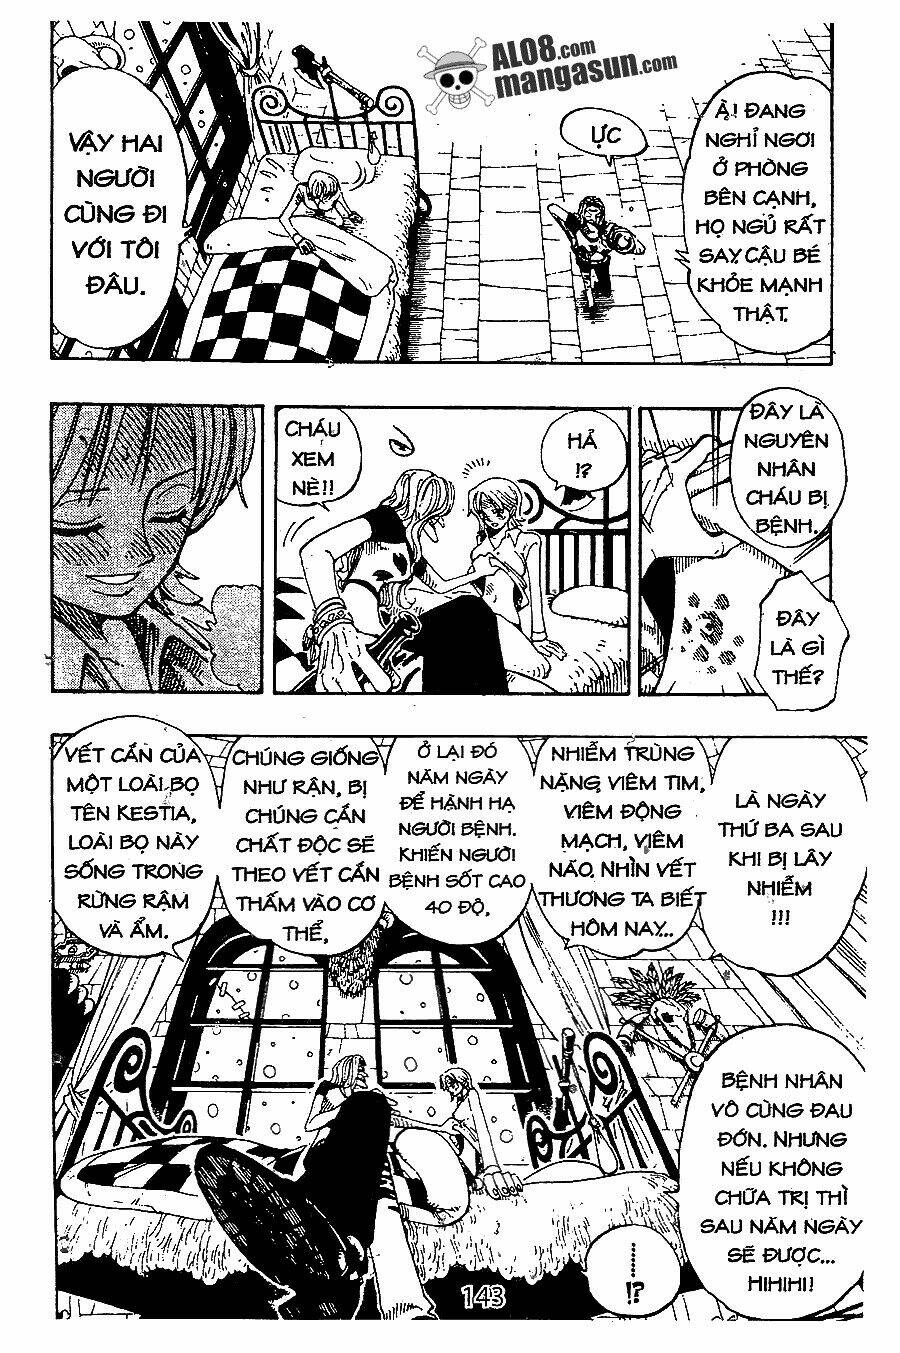 AL08.com
mangasun.com
À! ĐANG
NGHỈ NGƠI
Ở PHÒNG
BÊN CẠNH,
HỌ NGỦ RẤT
SAY. CẬU BÉ
KHỎE MẠNH
THẬT.
ỰC
VẬY HAI
NGƯỜI
CÙNG ĐI
VỚI TÔI
ĐÂU.
CHÁU
XEM
NÈ!!
HẢ
!?
ĐÂY LÀ
NGUYÊN
NHÂN
CHÁU BỊ
BỆNH.
ĐÂY
LÀ GÌ
THẾ?
VẾT CẮN CỦA
MỘT LOÀI BỌ
TÊN KESTIA,
LOÀI BỌ NÀY
SỐNG TRONG
RỪNG RẬM
VÀ ẨM.
CHÚNG GIỐNG
NHƯ RẬN, BỊ
CHÚNG CẮN
CHẤT ĐỘC SẼ
THEO VẾT CẮN
THẤM VÀO CƠ
THỂ,
Ở LẠI ĐÓ
NĂM NGÀY
ĐỂ HÀNH HẠ
NGƯỜI BỆNH.
KHIẾN NGƯỜI
BỆNH SỐT CAO
40 ĐỘ,
NHIỄM TRÙNG
NẶNG, VIÊM TIM,
VIÊM ĐỘNG
MẠCH, VIÊM
NÃO. NHÌN VẾT
THƯƠNG TA BIẾT
HÔM NAY...
LÀ NGÀY
THỨ BA SAU
KHI BỊ LÂY
NHIỄM
!!!
BỆNH NHÂN
VÔ CÙNG ĐAU
ĐỚN. NHƯNG
NẾU KHÔNG
CHỮA TRỊ THÌ
SAU NĂM NGÀY
SẼ ĐƯỢC...
HIHIHI!
.......
!?
143